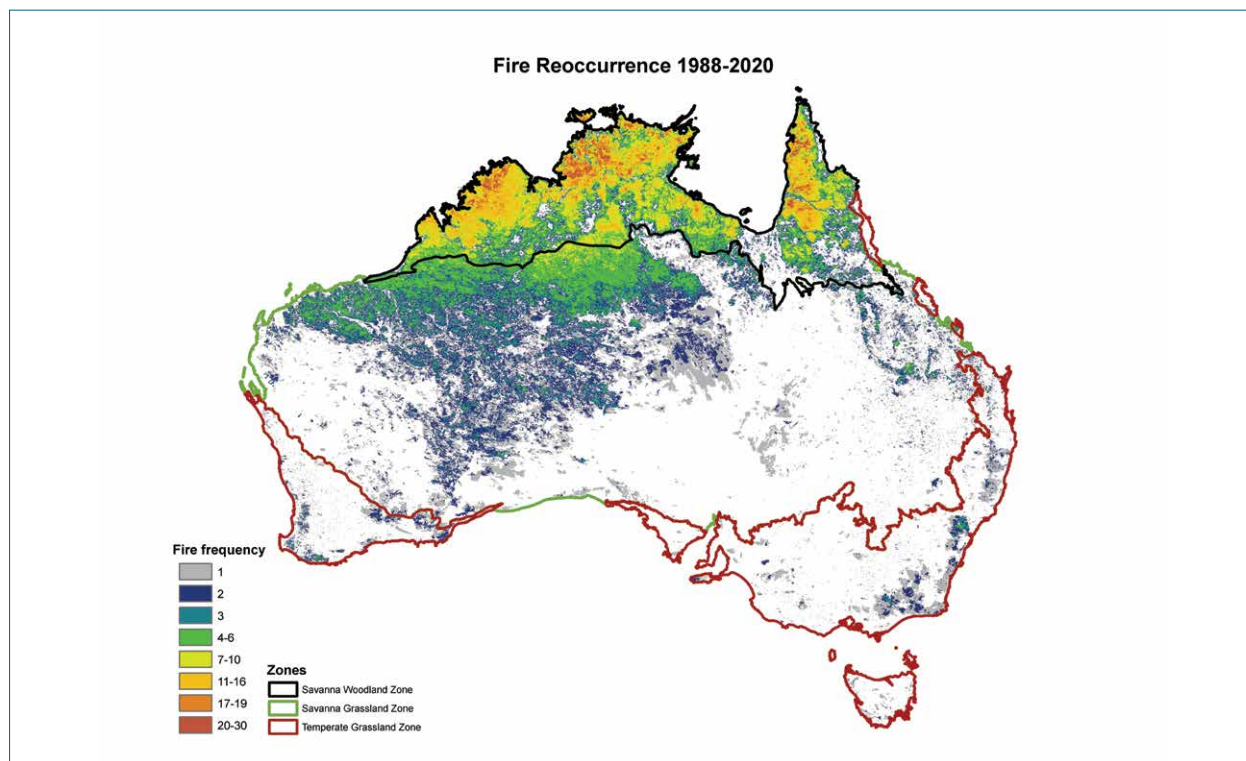 Fire Reoccurrence 1988-2020
Fire frequency
1
2
3
4-6
7-10
11-16
17-19
20-30
Zones
Savanna Woodland Zone
Savanna Grassland Zone
Temperate Grassland Zone